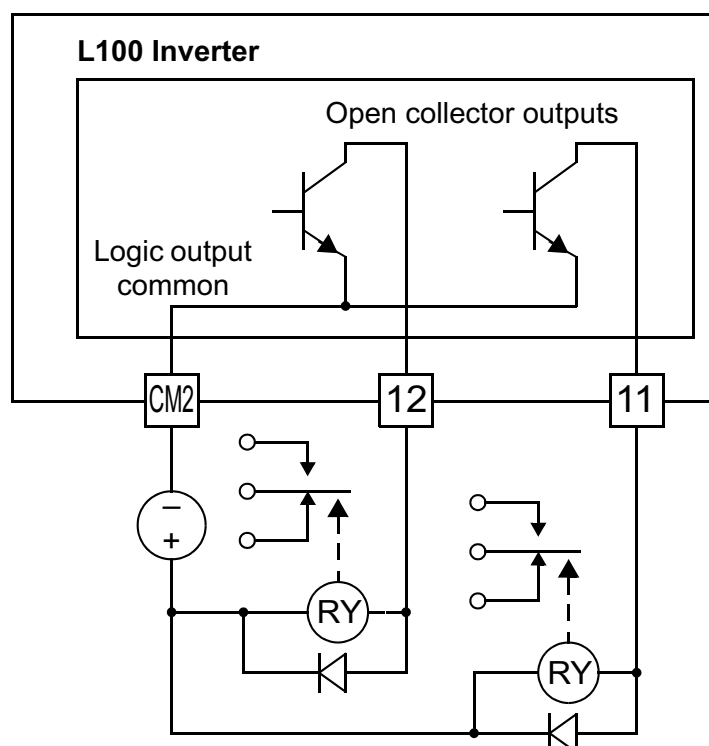 L100 Inverter
Open collector outputs
Logic output
common
CM2
12
11
–
+
RY
RY